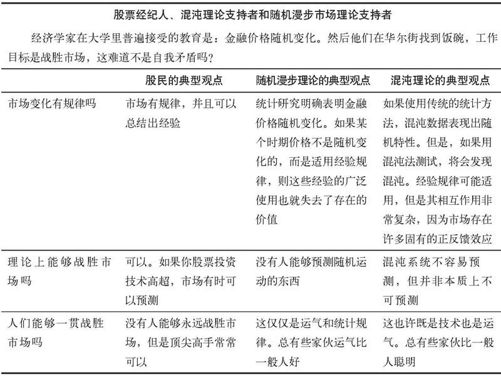 股票经纪人、混沌理论支持者和随机漫步市场理论支持者
经济学家在大学里普遍接受的教育是：金融价格随机变化。然后他们在华尔街找到饭碗，工作
目标是战胜市场，这难道不是自我矛盾吗？
股民的典型观点 随机漫步理论的典型观点 混沌理论的典型观点
市场变化有规律吗
市场有规律，并且可以
总结出经验
统计研究明确表明金融
价格随机变化。如果某
个时期价格不是随机变
化的，而是适用经验规
律，则这些经验的广泛
使用也就失去了存在的
价值
如果使用传统的统计方
法，混沌数据表现出随
机特性。但是，如果用
混沌法测试，将会发现
混沌。经验规律可能适
用，但是其相互作用非
常复杂，因为市场存在
许多固有的正反馈效应
理论上能够战胜市
场吗
可以。如果你股票投资
技术高超，市场有时可
以预测
没有人能够预测随机运
动的东西
混沌系统不容易预
测，但并非本质上不
可预测
人们能够一贯战胜
市场吗
没有人能够永远战胜市
场，但是顶尖高手常常
可以
这仅仅是运气和统计规
律。总有些家伙运气比
一般人好
这也许既是技术也是运
气。总有些家伙比一般
人聪明